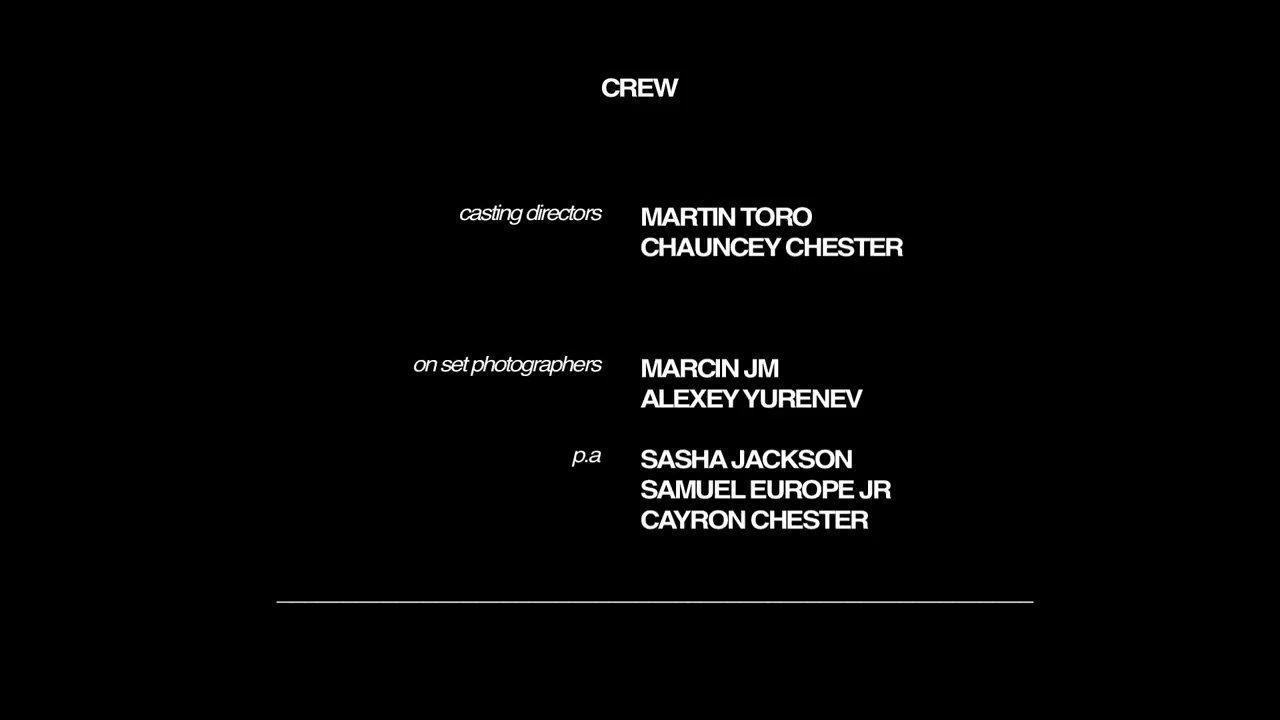 CREW
casting directors MARTIN TORO
CHAUNCEY CHESTER
on set photographers MARCIN JM
ALEXEY YURENEV
p.a SASHA JACKSON
SAMUEL EUROPE JR
CAYRON CHESTER